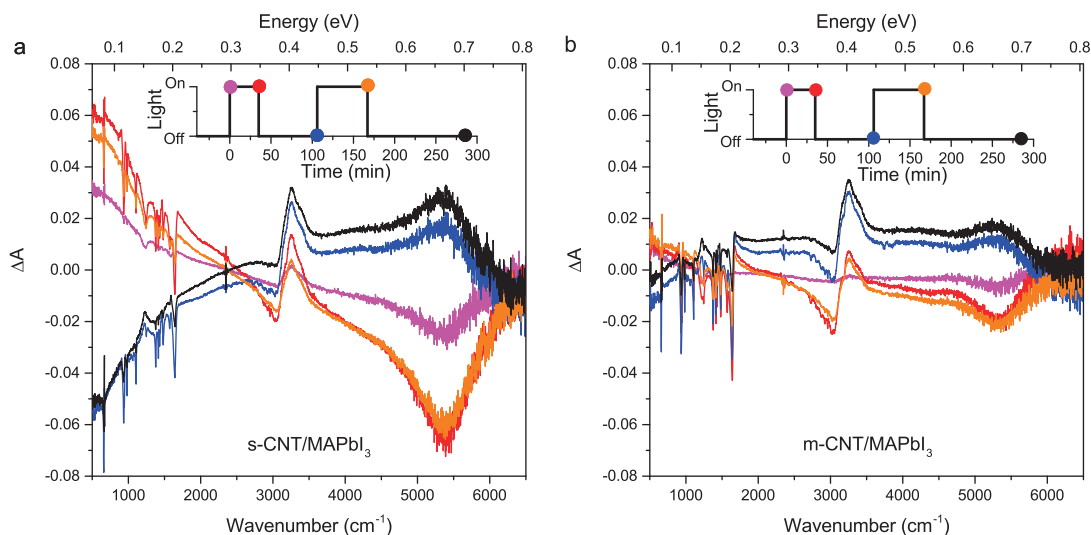 a
Energy (eV)
0.1 0.2 0.3 0.4 0.5 0.6 0.7 0.8
0.08
0.06
0.04
0.02
0.00
-0.02
-0.04
-0.06
-0.08
ΔA
Light
On
Off
0 50 100 150 200 250 300
Time (min)
s-CNT/MAPbI₃
1000 2000 3000 4000 5000 6000
Wavenumber (cm⁻¹)
b
Energy (eV)
0.1 0.2 0.3 0.4 0.5 0.6 0.7 0.8
0.08
0.06
0.04
0.02
0.00
-0.02
-0.04
-0.06
-0.08
ΔA
Light
On
Off
0 50 100 150 200 250 300
Time (min)
m-CNT/MAPbI₃
1000 2000 3000 4000 5000 6000
Wavenumber (cm⁻¹)